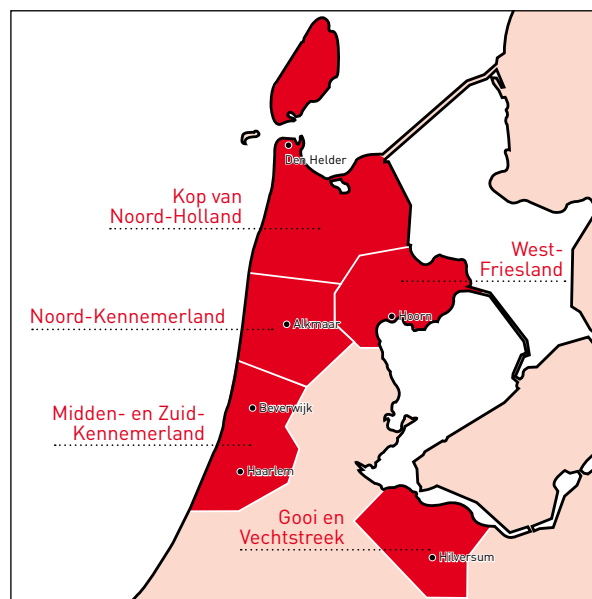 Den Helder
Kop van
Noord-Holland
West-
Friesland
Noord-Kennemerland
Alkmaar
Hoorn
Midden- en Zuid-
Kennemerland
Beverwijk
Haarlem
Gooi en
Vechtstreek
Hilversum